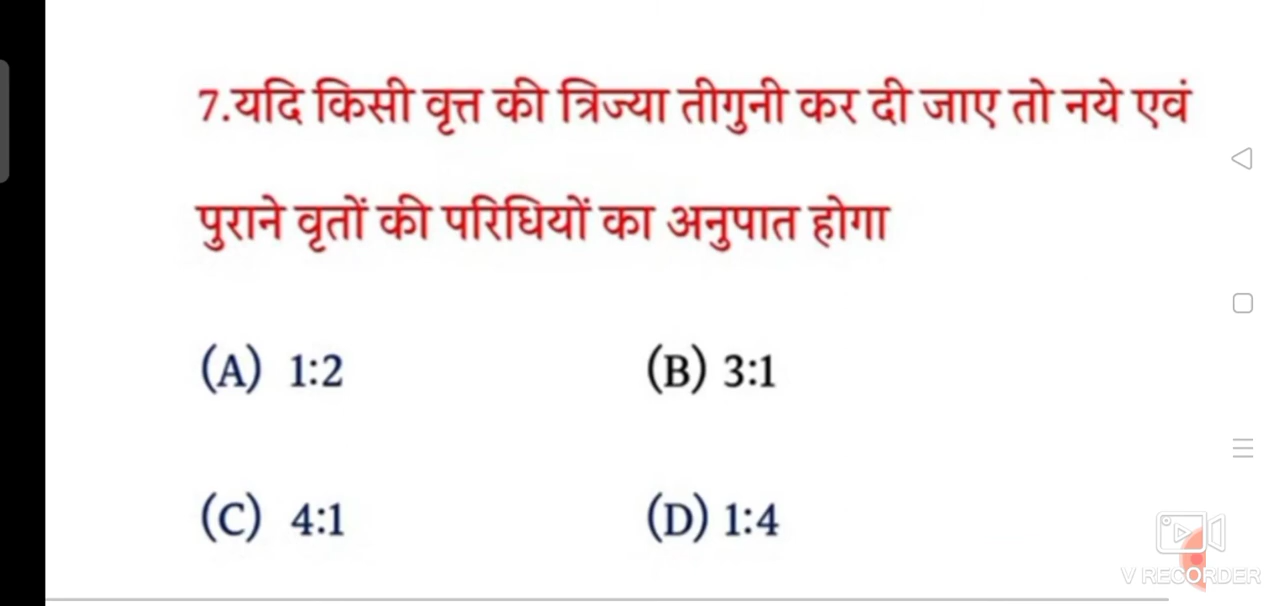 7.यदि किसी वृत्त की त्रिज्या तीगुनी कर दी जाए तो नये एवं
पुराने वृतों की परिधियों का अनुपात होगा
(A) 1:2 (B) 3:1
(C) 4:1 (D) 1:4
V RECORDER